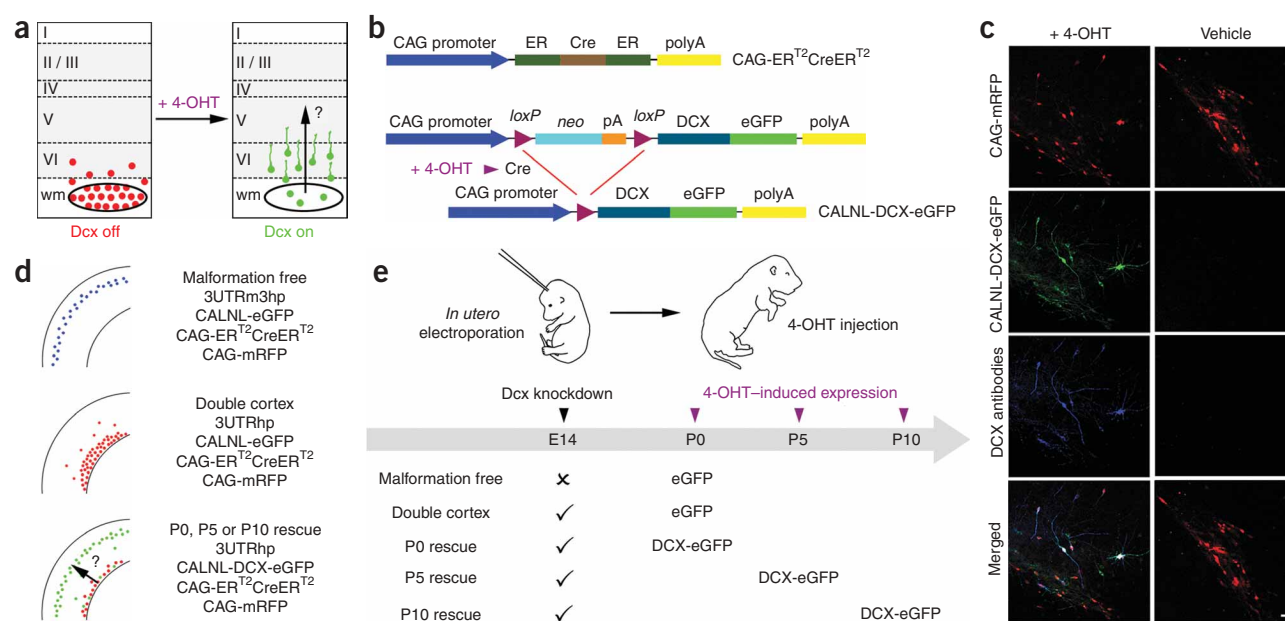 a
I
II / III
IV
V
VI
wm
Dcx off
+ 4-OHT
I
II / III
IV
V
?
VI
wm
Dcx on
b
CAG promoter ER Cre ER polyA
CAG-ER^T2CreER^T2
CAG promoter loxP neo pA loxP DCX eGFP polyA
+ 4-OHT Cre
CAG promoter DCX eGFP polyA
CALNL-DCX-eGFP
c
+ 4-OHT Vehicle
CAG-mRFP
CALNL-DCX-eGFP
DCX antibodies
Merged
d
Malformation free
3UTRm3hp
CALNL-eGFP
CAG-ER^T2CreER^T2
CAG-mRFP
Double cortex
3UTRhp
CALNL-eGFP
CAG-ER^T2CreER^T2
CAG-mRFP
?
P0, P5 or P10 rescue
3UTRhp
CALNL-DCX-eGFP
CAG-ER^T2CreER^T2
CAG-mRFP
e
In utero
electroporation
4-OHT injection
Dcx knockdown 4-OHT–induced expression
E14 P0 P5 P10
Malformation free ✗ eGFP
Double cortex ✓ eGFP
P0 rescue ✓ DCX-eGFP
P5 rescue ✓ DCX-eGFP
P10 rescue ✓ DCX-eGFP